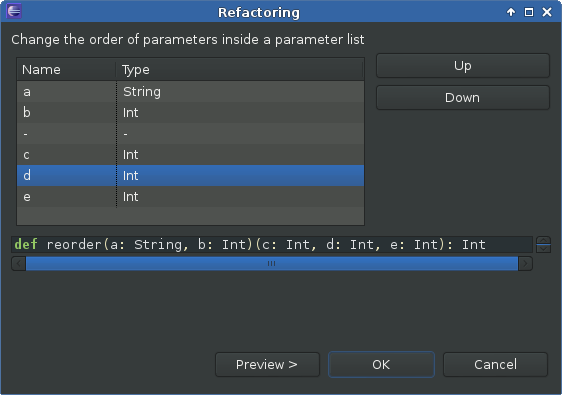 Refactoring
Change the order of parameters inside a parameter list
Name Type
a String
b Int
- -
c Int
d Int
e Int
Up
Down
def reorder(a: String, b: Int)(c: Int, d: Int, e: Int): Int
Preview > OK Cancel